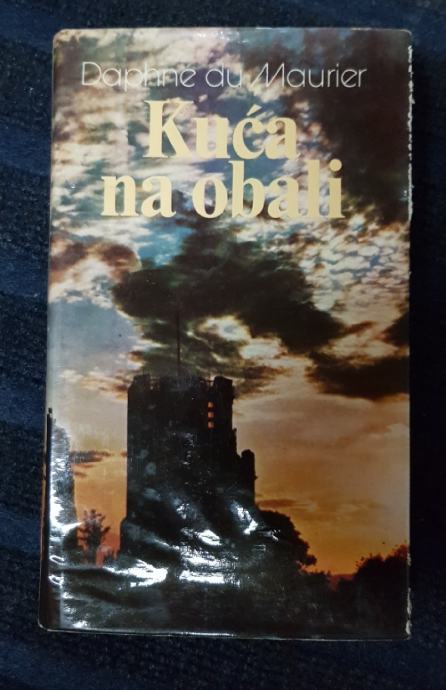 Daphne du Maurier
Kuća
na obali